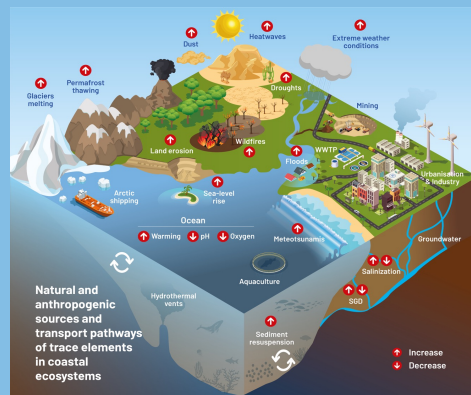 Dust
Heatwaves
Extreme weather
conditions
Permafrost
thawing
Glaciers
melting
Droughts
Mining
Land erosion
Wildfires
Floods
WWTP
Urbanisation
& industry
Arctic
shipping
Sea-level
rise
Ocean
Warming
pH
Oxygen
Meteotsunamis
Groundwater
Salinization
Aquaculture
SGD
Hydrothermal
vents
Sediment
resuspension
Natural and
anthropogenic
sources and
transport pathways
of trace elements
in coastal
ecosystems
Increase
Decrease